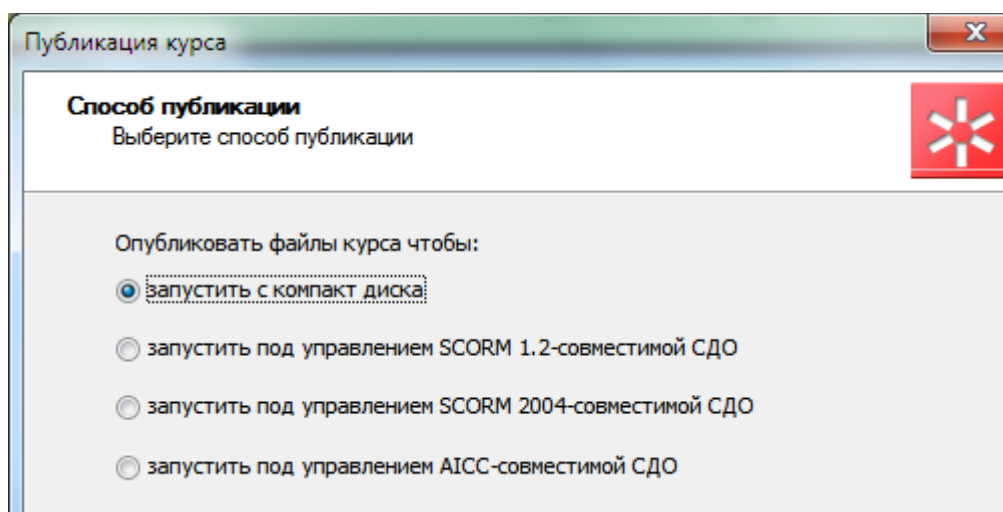 Публикация курса
Способ публикации
Выберите способ публикации
Опубликовать файлы курса чтобы:
запустить с компакт диска
запустить под управлением SCORM 1.2-совместимой СДО
запустить под управлением SCORM 2004-совместимой СДО
запустить под управлением AICC-совместимой СДО